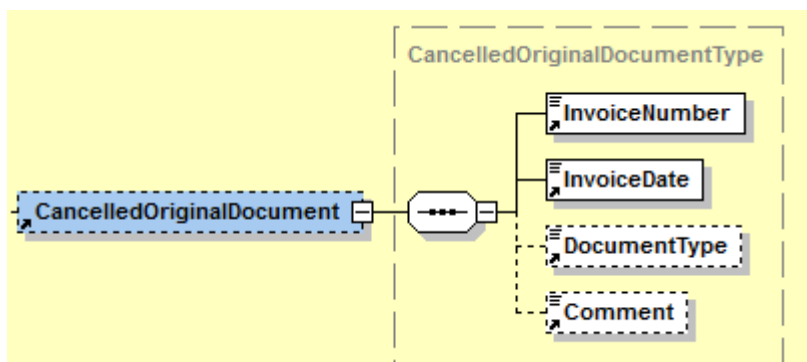 CancelledOriginalDocumentType
InvoiceNumber
InvoiceDate
CancelledOriginalDocument
DocumentType
Comment